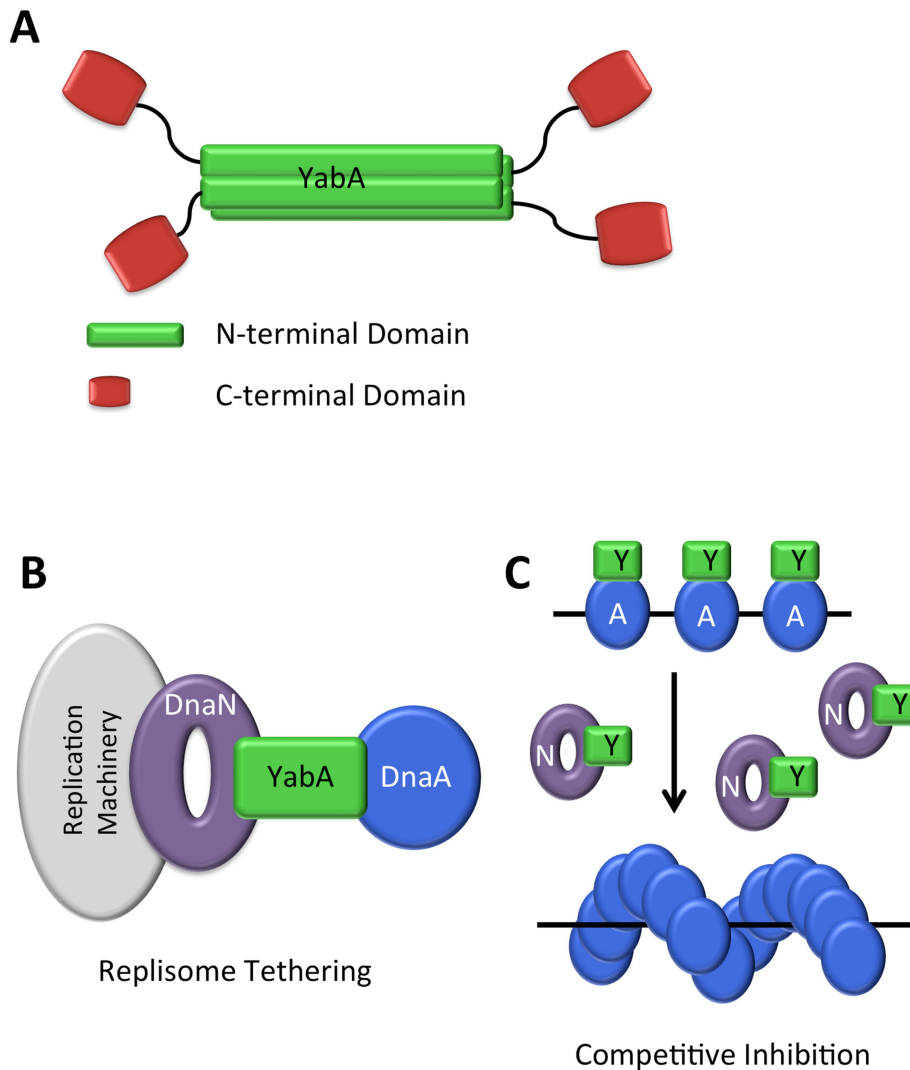 A
YabA
N-terminal Domain
C-terminal Domain
B
Replication
Machinery
DnaN
YabA
DnaA
Replisome Tethering
C
Y Y Y
A A A
N Y
N Y
N Y
Competitive Inhibition